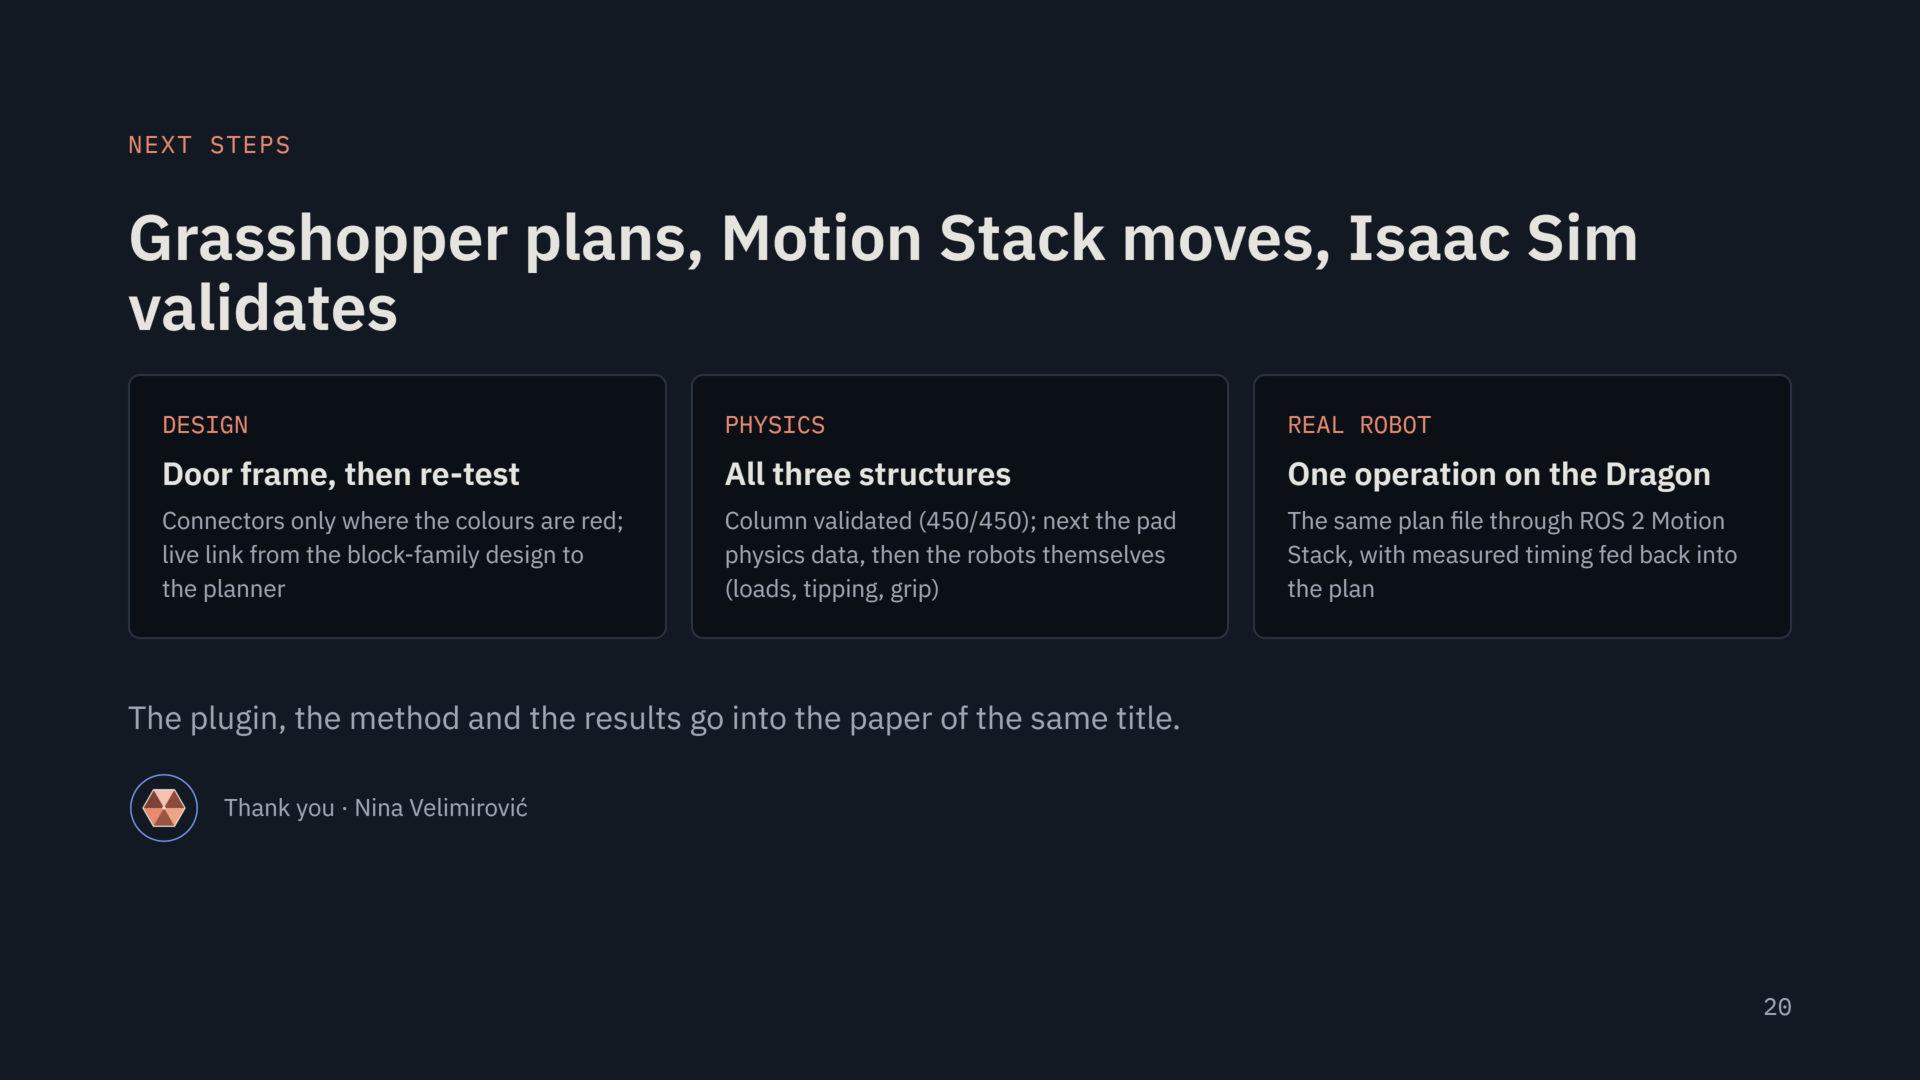 NEXT STEPS
Grasshopper plans, Motion Stack moves, Isaac Sim
validates
DESIGN
Door frame, then re-test
Connectors only where the colours are red;
live link from the block-family design to
the planner
PHYSICS
All three structures
Column validated (450/450); next the pad
physics data, then the robots themselves
(loads, tipping, grip)
REAL ROBOT
One operation on the Dragon
The same plan file through ROS 2 Motion
Stack, with measured timing fed back into
the plan
The plugin, the method and the results go into the paper of the same title.
Thank you · Nina Velimirović
20